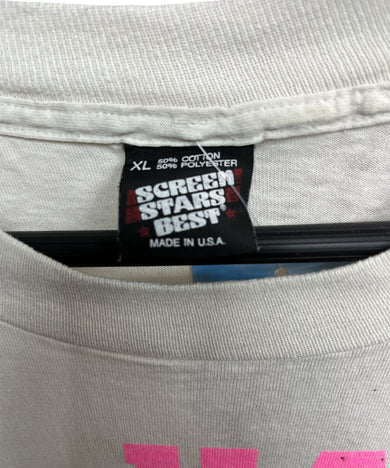 XL 50% COTTON
50% POLYESTER
SCREEN
STARS
BEST®
MADE IN U.S.A.